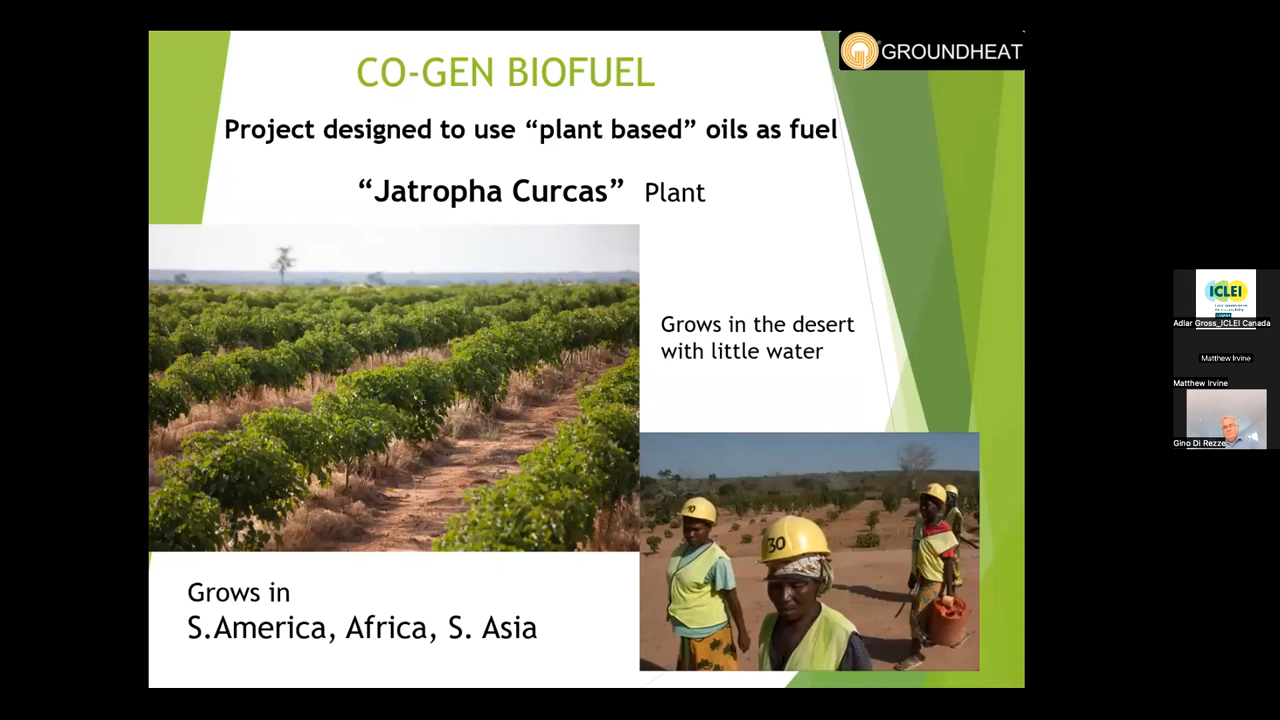 GROUNDHEAT
CO-GEN BIOFUEL
Project designed to use “plant based” oils as fuel
“Jatropha Curcas” Plant
Grows in the desert
with little water
10
30
Grows in
S.America, Africa, S. Asia
ICLEI
Adlar Gross_ICLEI Canada
Matthew Irvine
Matthew Irvine
Gino Di Rezze